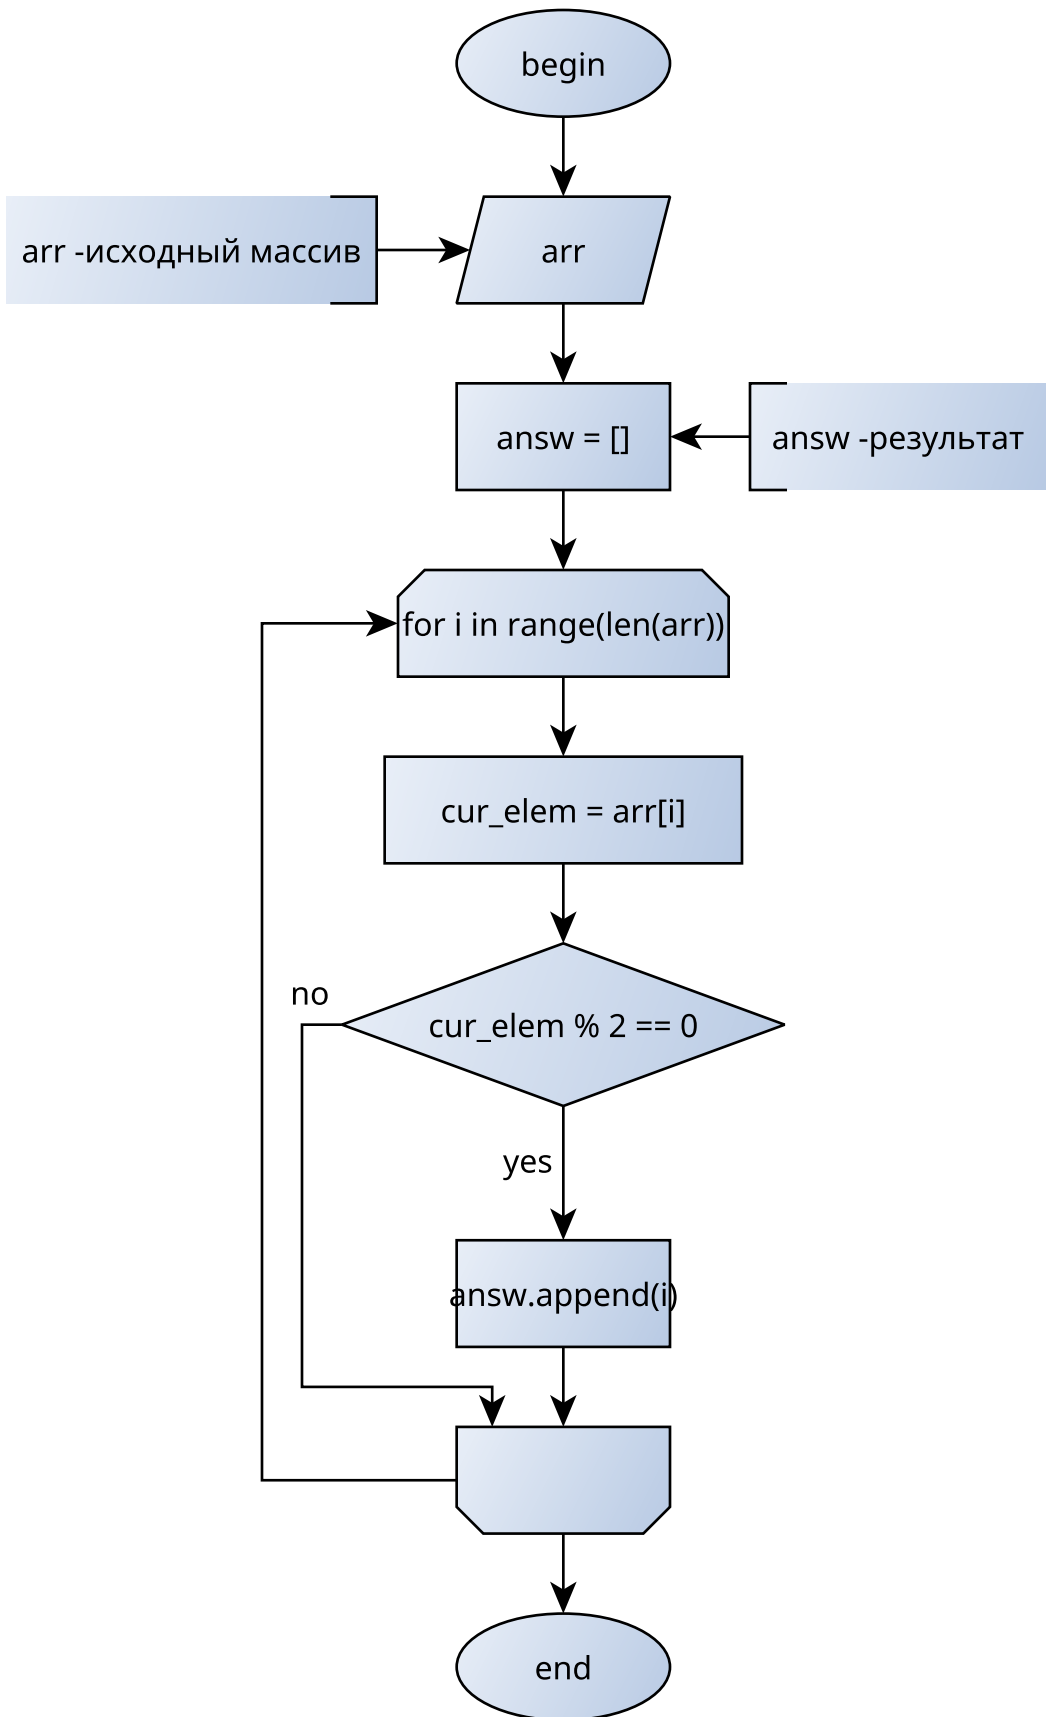 begin
arr -исходный массив
arr
answ = []
answ -результат
for i in range(len(arr))
cur_elem = arr[i]
no
cur_elem % 2 == 0
yes
answ.append(i)
end